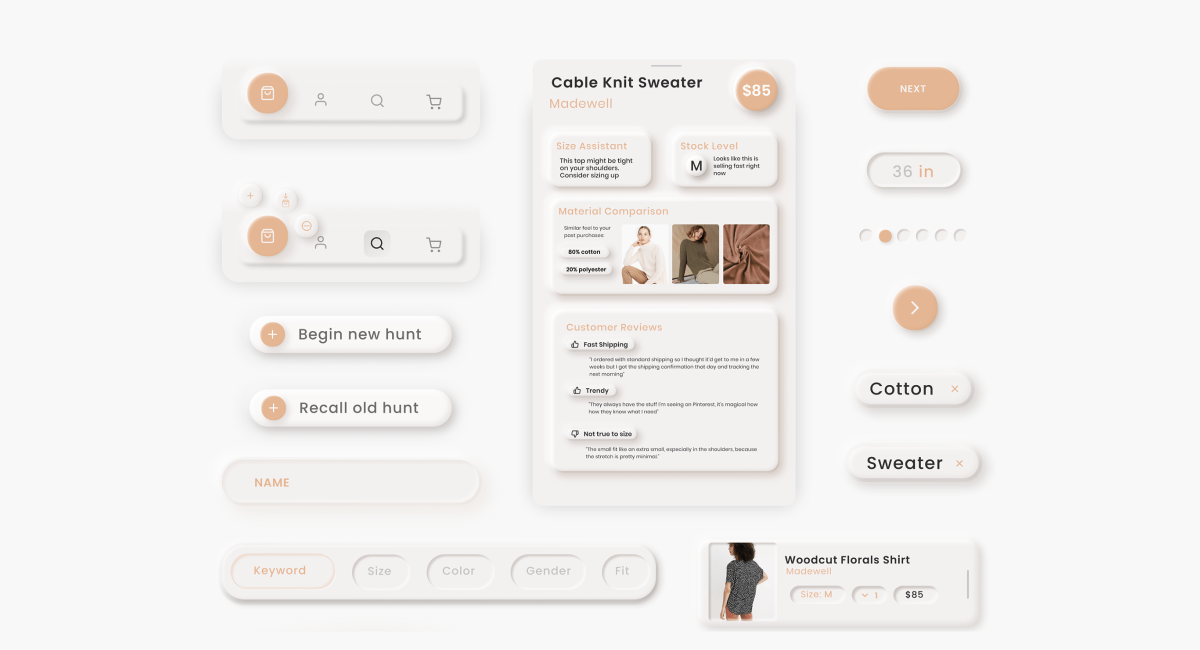 Begin new hunt
Recall old hunt
NAME
Cable Knit Sweater
Madewell
$85
Size Assistant
This top might be tight
on your shoulders.
Consider sizing up
Stock Level
M
Looks like this is
selling fast right
now
Material Comparison
Similar feel to your
past purchases:
80% cotton
20% polyester
Customer Reviews
Fast Shipping
"I ordered with standard shipping so I thought it'd get to me in a few
weeks but I got the shipping confirmation that day and tracking the
next morning"
Trendy
"They always have the stuff I'm seeing on Pinterest, it's magical how
how they know what I need"
Not true to size
"The small fit like an extra small, especially in the shoulders, because
the stretch is pretty minimal."
NEXT
36 in
Cotton ×
Sweater ×
Keyword
Size
Color
Gender
Fit
Woodcut Florals Shirt
Madewell
Size: M
1
$85